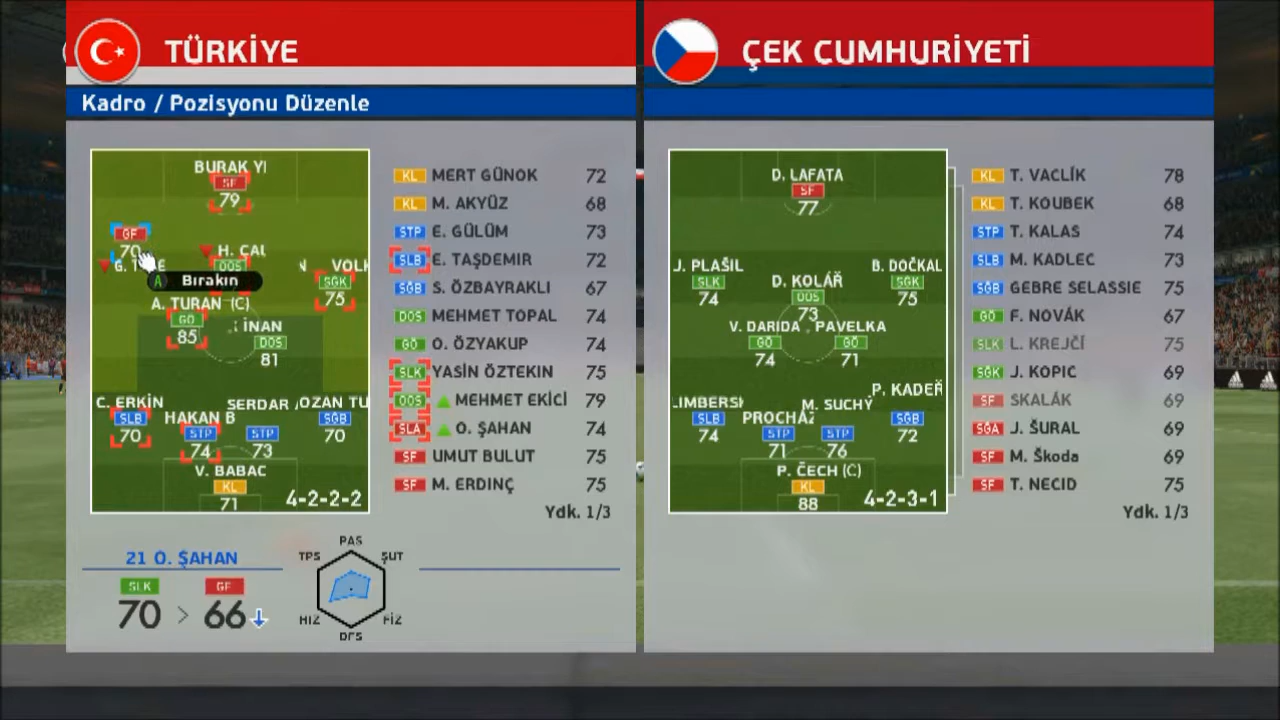 TÜRKİYE
Kadro / Pozisyonu Düzenle
BURAK YI
SF
79
GF
70
H. CAL
DOS
VOLK
SGK
75
A Bırakın
A. TURAN (C)
GÖ
85
İNAN
DOS
81
C. ERKİN
SLB
70
HAKAN B
STP
74
SERDAR
STP
73
OZAN TU
SĞB
70
V. BABAC
KL
71
4-2-2-2
KL MERT GÜNOK 72
KL M. AKYÜZ 68
STP E. GÜLÜM 73
SLB E. TAŞDEMIR 72
SĞB S. ÖZBAYRAKLI 67
DOS MEHMET TOPAL 74
GÖ O. ÖZYAKUP 74
SLK YASİN ÖZTEKIN 75
OOS MEHMET EKİCİ 79
SLA O. ŞAHAN 74
SF UMUT BULUT 75
SF M. ERDINÇ 75
Ydk. 1/3
21 O. ŞAHAN
SLK GF
70 > 66
PAS
ŞUT
FİZ
DFS
HIZ
TPS
ÇEK CUMHURİYETİ
D. LAFATA
SF
77
J. PLAŠIL
SLK
74
D. KOLÁŘ
OOS
73
B. DOČKAL
SGK
75
V. DARIDA
GÖ
74
PAVELKA
GÖ
71
LIMBERSK
SLB
74
PROCHÁZ
STP
71
M. SUCHÝ
STP
76
P. KADEŘ
SĞB
72
P. ČECH (C)
KL
88
4-2-3-1
KL T. VACLÍK 78
KL T. KOUBEK 68
STP T. KALAS 74
SLB M. KADLEC 73
SĞB GEBRE SELASSIE 75
GÖ F. NOVÁK 67
SLK L. KREJČÍ 75
SGK J. KOPIC 69
SF SKALÁK 69
SGA J. ŠURAL 69
SF M. Škoda 69
SF T. NECID 75
Ydk. 1/3